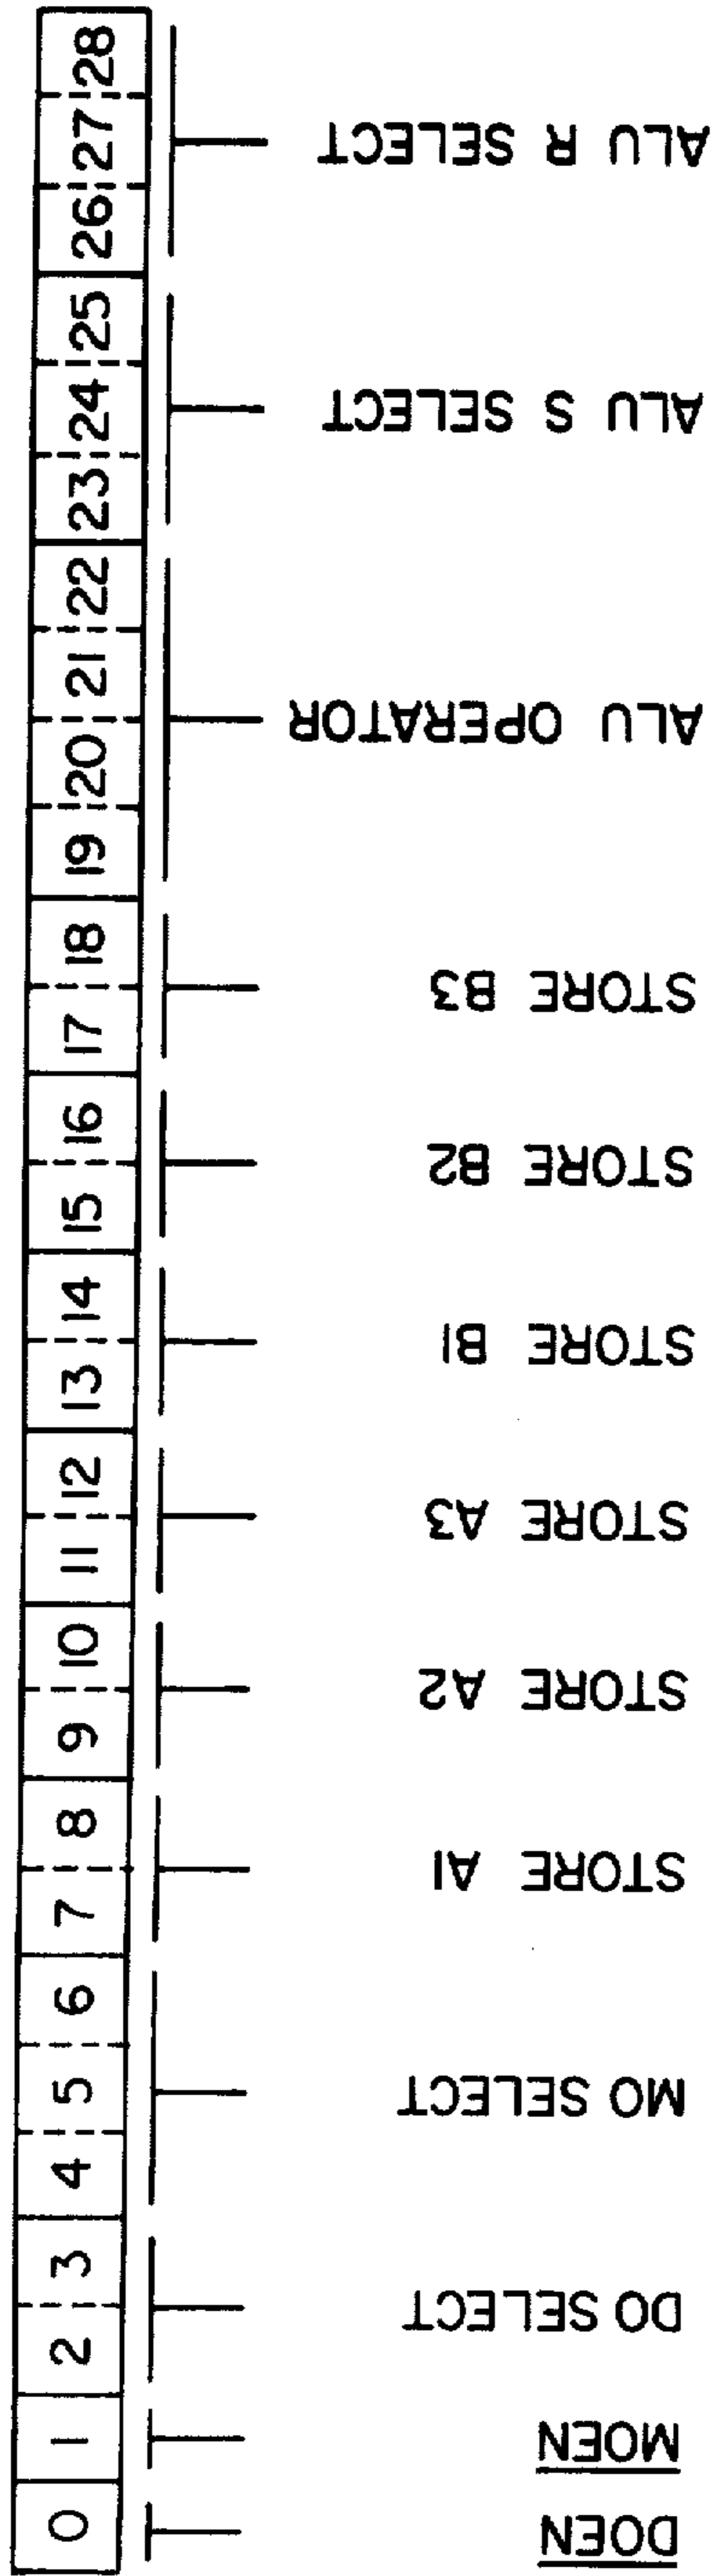 0 1 2 3 4 5 6 7 8 9 10 11 12 13 14 15 16 17 18 19 20 21 22 23 24 25 26 27 28
DOEN
MOEN
DO SELECT
MO SELECT
STORE A1
STORE A2
STORE A3
STORE B1
STORE B2
STORE B3
ALU OPERATOR
ALU S SELECT
ALU R SELECT